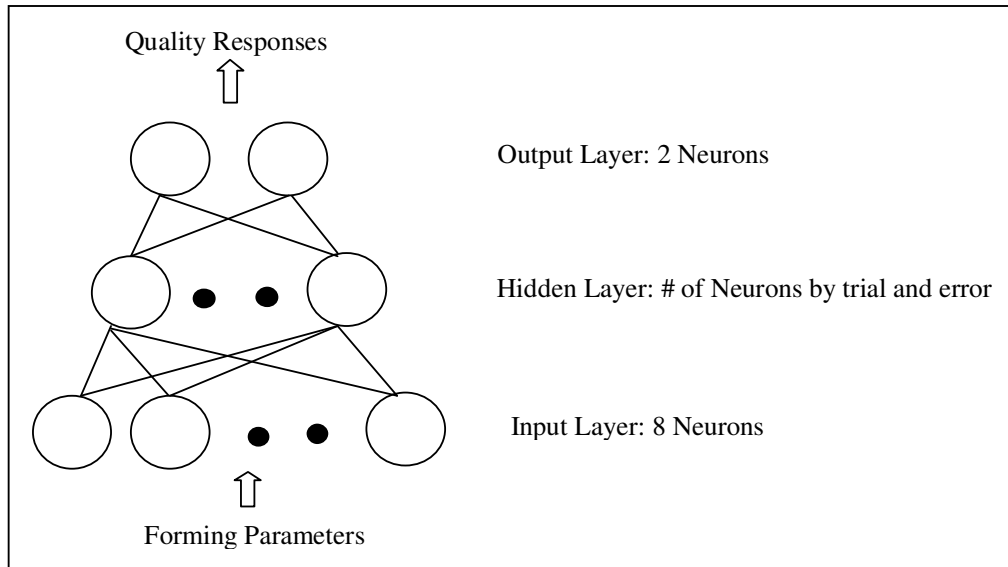 Quality Responses
Output Layer: 2 Neurons
Hidden Layer: # of Neurons by trial and error
Input Layer: 8 Neurons
Forming Parameters